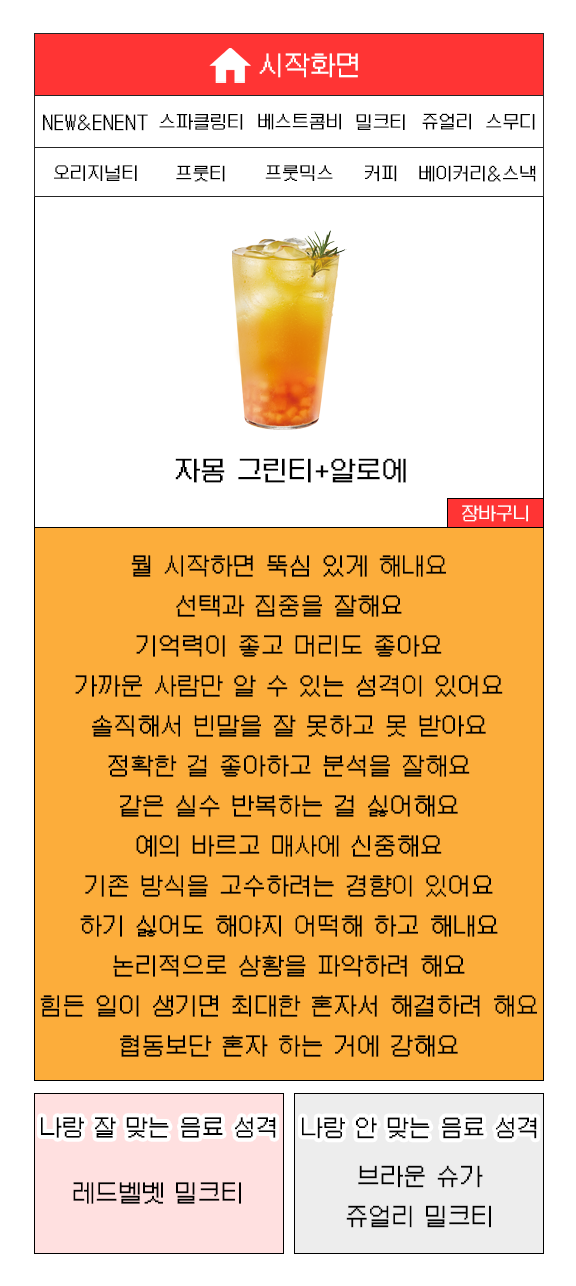 시작화면
NEW&ENENT 스파클링티 베스트콤비 밀크티 쥬얼리 스무디
오리지널티 프룻티 프룻믹스 커피 베이커리&스낵
자몽 그린티+알로에
장바구니
뭘 시작하면 뚝심 있게 해내요
선택과 집중을 잘해요
기억력이 좋고 머리도 좋아요
가까운 사람만 알 수 있는 성격이 있어요
솔직해서 빈말을 잘 못하고 못 받아요
정확한 걸 좋아하고 분석을 잘해요
같은 실수 반복하는 걸 싫어해요
예의 바르고 매사에 신중해요
기존 방식을 고수하려는 경향이 있어요
하기 싫어도 해야지 어떡해 하고 해내요
논리적으로 상황을 파악하려 해요
힘든 일이 생기면 최대한 혼자서 해결하려 해요
협동보단 혼자 하는 거에 강해요
나랑 잘 맞는 음료 성격
레드벨벳 밀크티
나랑 안 맞는 음료 성격
브라운 슈가
쥬얼리 밀크티